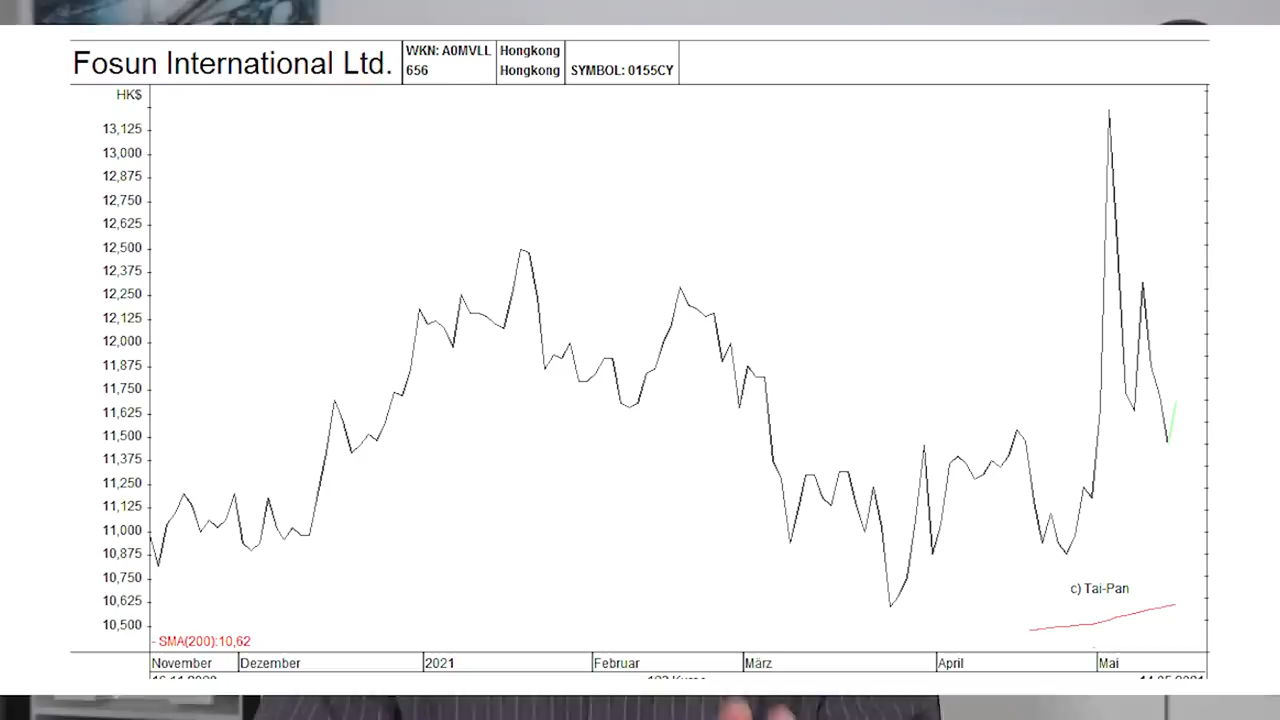 Fosun International Ltd.
WKN: A0MVLL
656
Hongkong
Hongkong
SYMBOL: 0155CY
HK$
13,125
13,000
12,875
12,750
12,625
12,500
12,375
12,250
12,125
12,000
11,875
11,750
11,625
11,500
11,375
11,250
11,125
11,000
10,875
10,750
10,625
10,500
c) Tai-Pan
- SMA(200):10,62
November Dezember 2021 Februar März April Mai